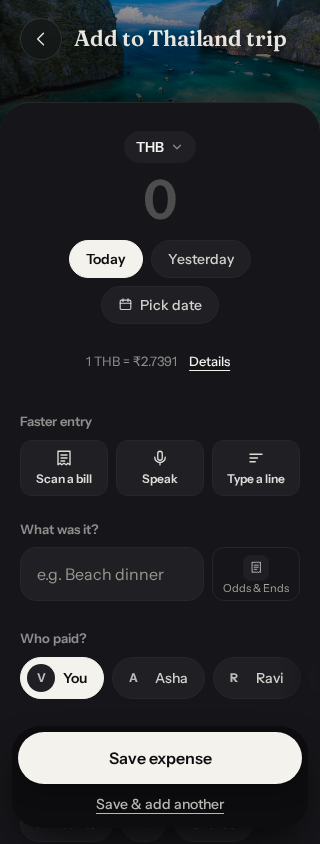 Add to Thailand trip
THB
0
Today
Yesterday
Pick date
1 THB = ₹2.7391 Details
Faster entry
Scan a bill
Speak
Type a line
What was it?
e.g. Beach dinner
Odds & Ends
Who paid?
V You
A Asha
R Ravi
Save expense
Save & add another